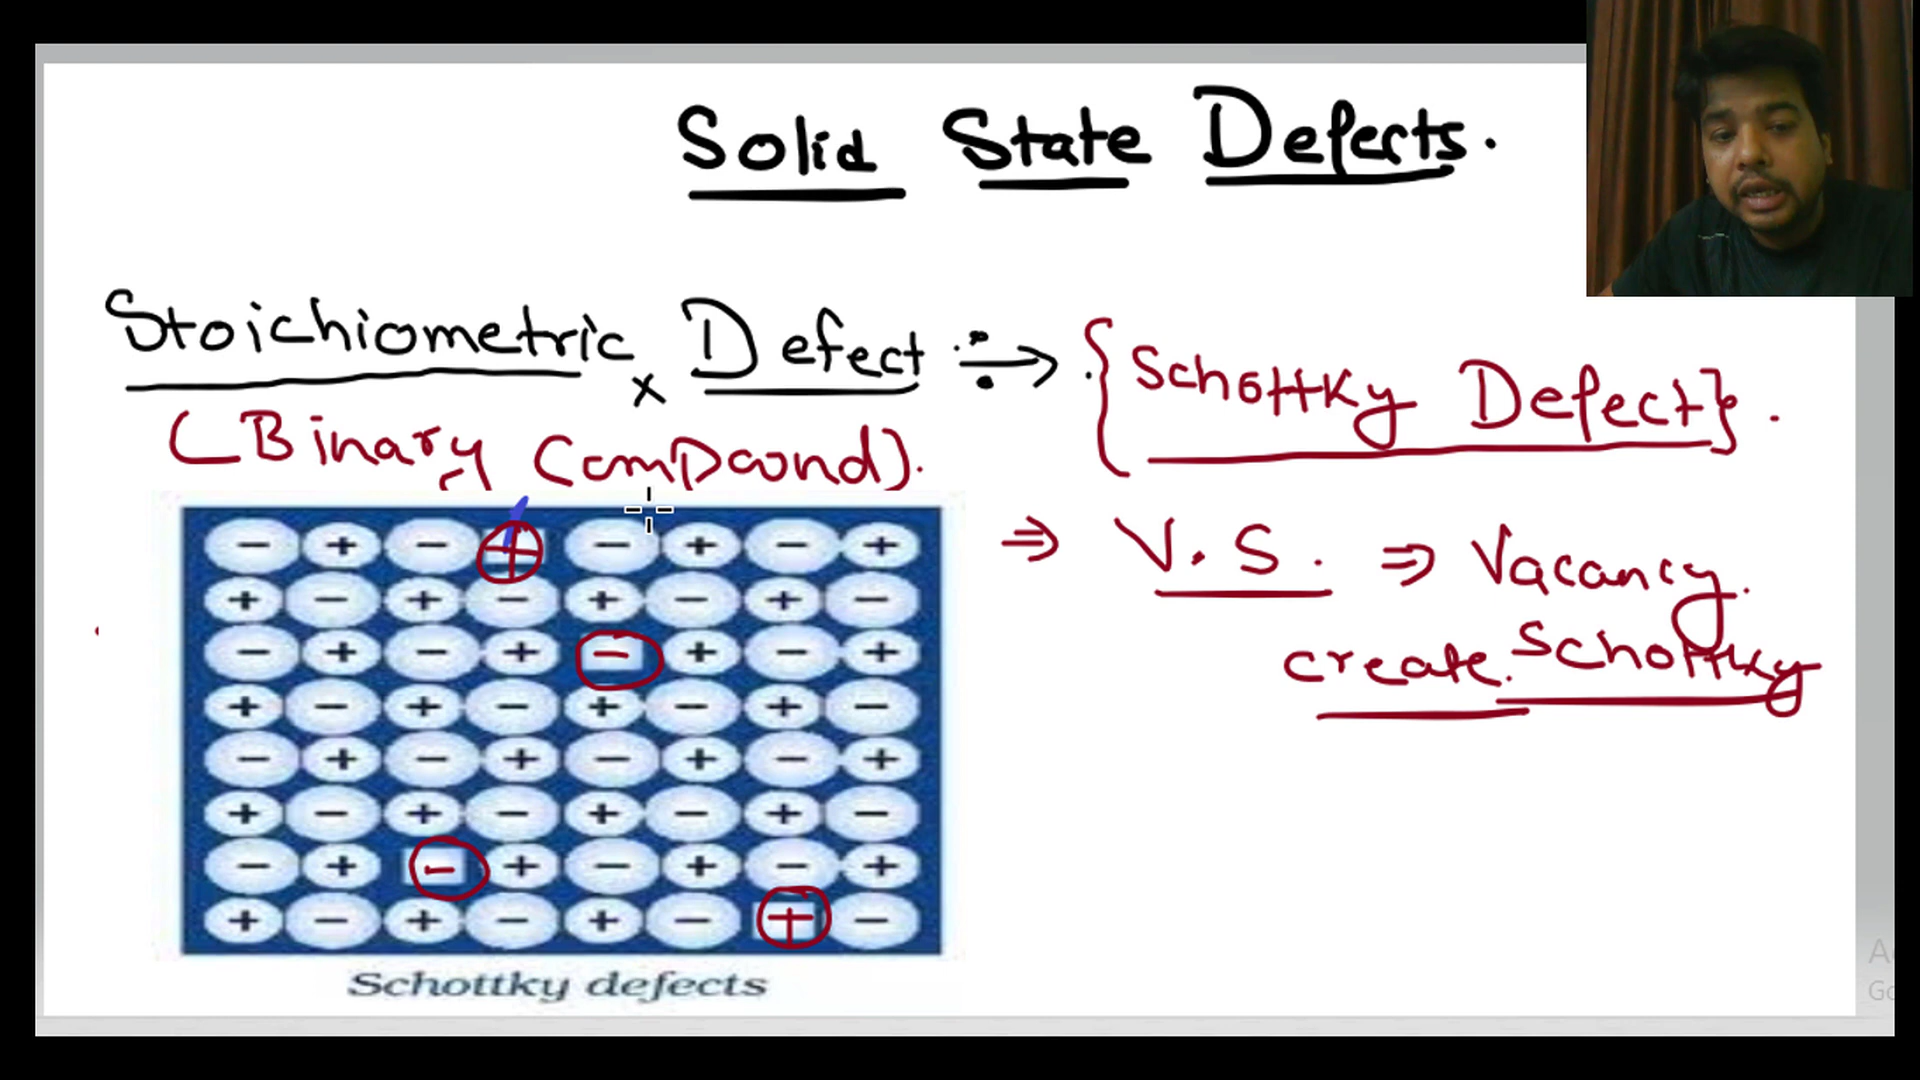 Solid State Defects.
Stoichiometric Defect ÷→ {Schottky Defect}.
(Binary Compound).
⇒ V.S. ⇒ Vacancy.
create. Schottky
− + − + − + − +
+ − + − + − + −
− + − + − + − +
+ − + − + − + −
− + − + − + − +
+ − + − + − + −
− + − + − + − +
+ − + − + − + −
Schottky defects